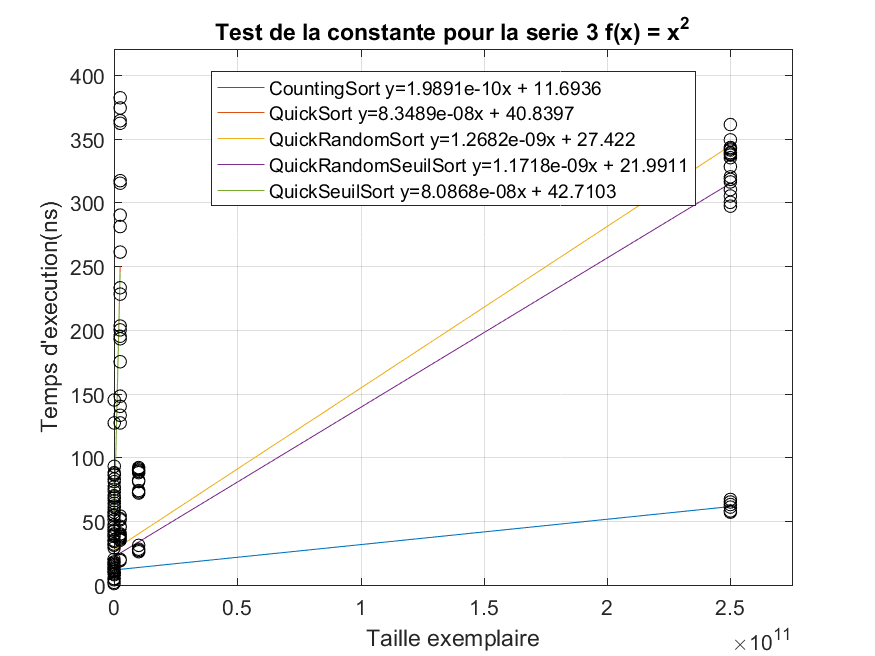 Test de la constante pour la serie 3 f(x) = x²
CountingSort y=1.9891e-10x + 11.6936
QuickSort y=8.3489e-08x + 40.8397
QuickRandomSort y=1.2682e-09x + 27.422
QuickRandomSeuilSort y=1.1718e-09x + 21.9911
QuickSeuilSort y=8.0868e-08x + 42.7103
Temps d'execution(ns)
400
350
300
250
200
150
100
50
0
0 0.5 1 1.5 2 2.5
×10¹¹
Taille exemplaire